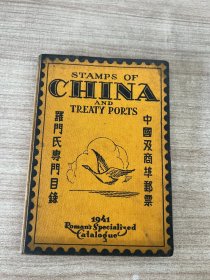 STAMPS OF
CHINA
AND
TREATY PORTS
羅門氏專門目錄
中國及商埠郵票
1941
Roman's Specialised
Catalogue